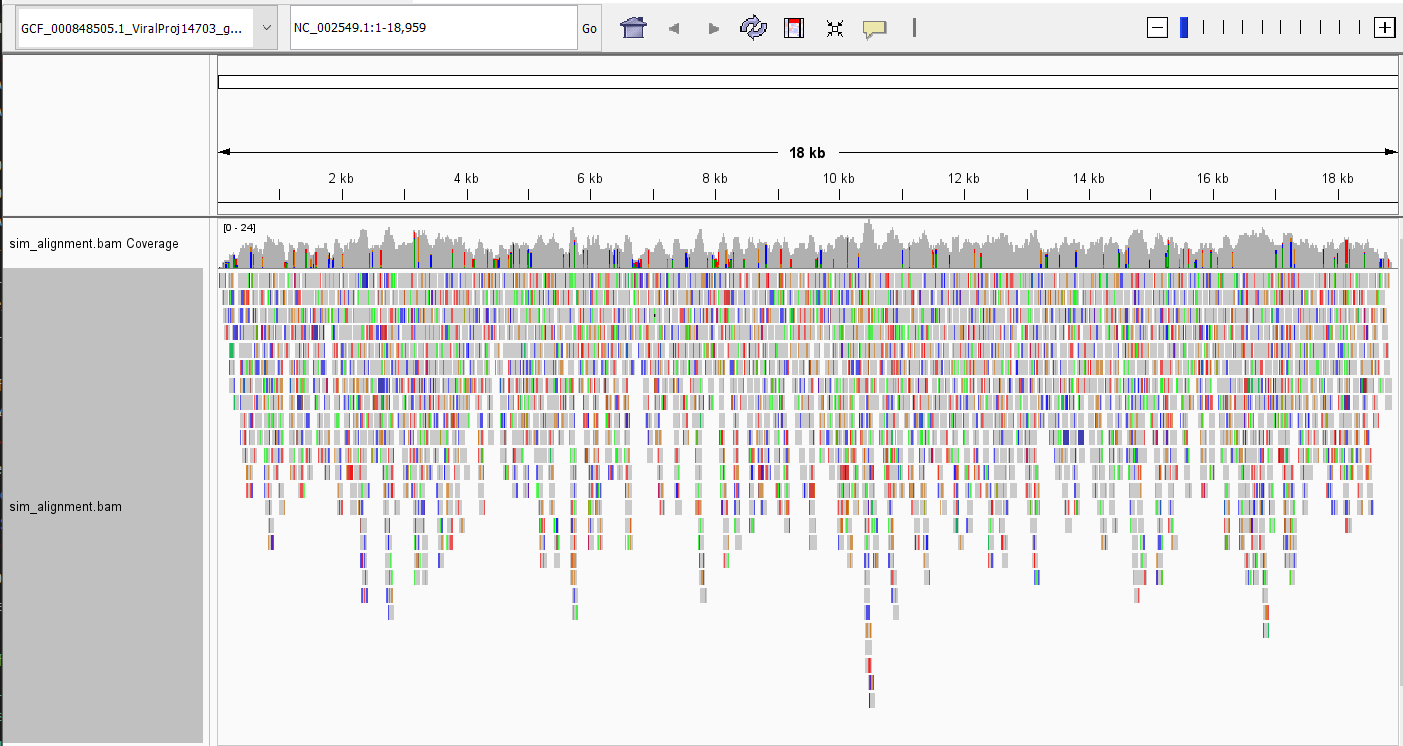 GCF_000848505.1_ViralProj14703_g... NC_002549.1:1-18,959 Go
18 kb
2 kb 4 kb 6 kb 8 kb 10 kb 12 kb 14 kb 16 kb 18 kb
[0 - 24]
sim_alignment.bam Coverage
sim_alignment.bam